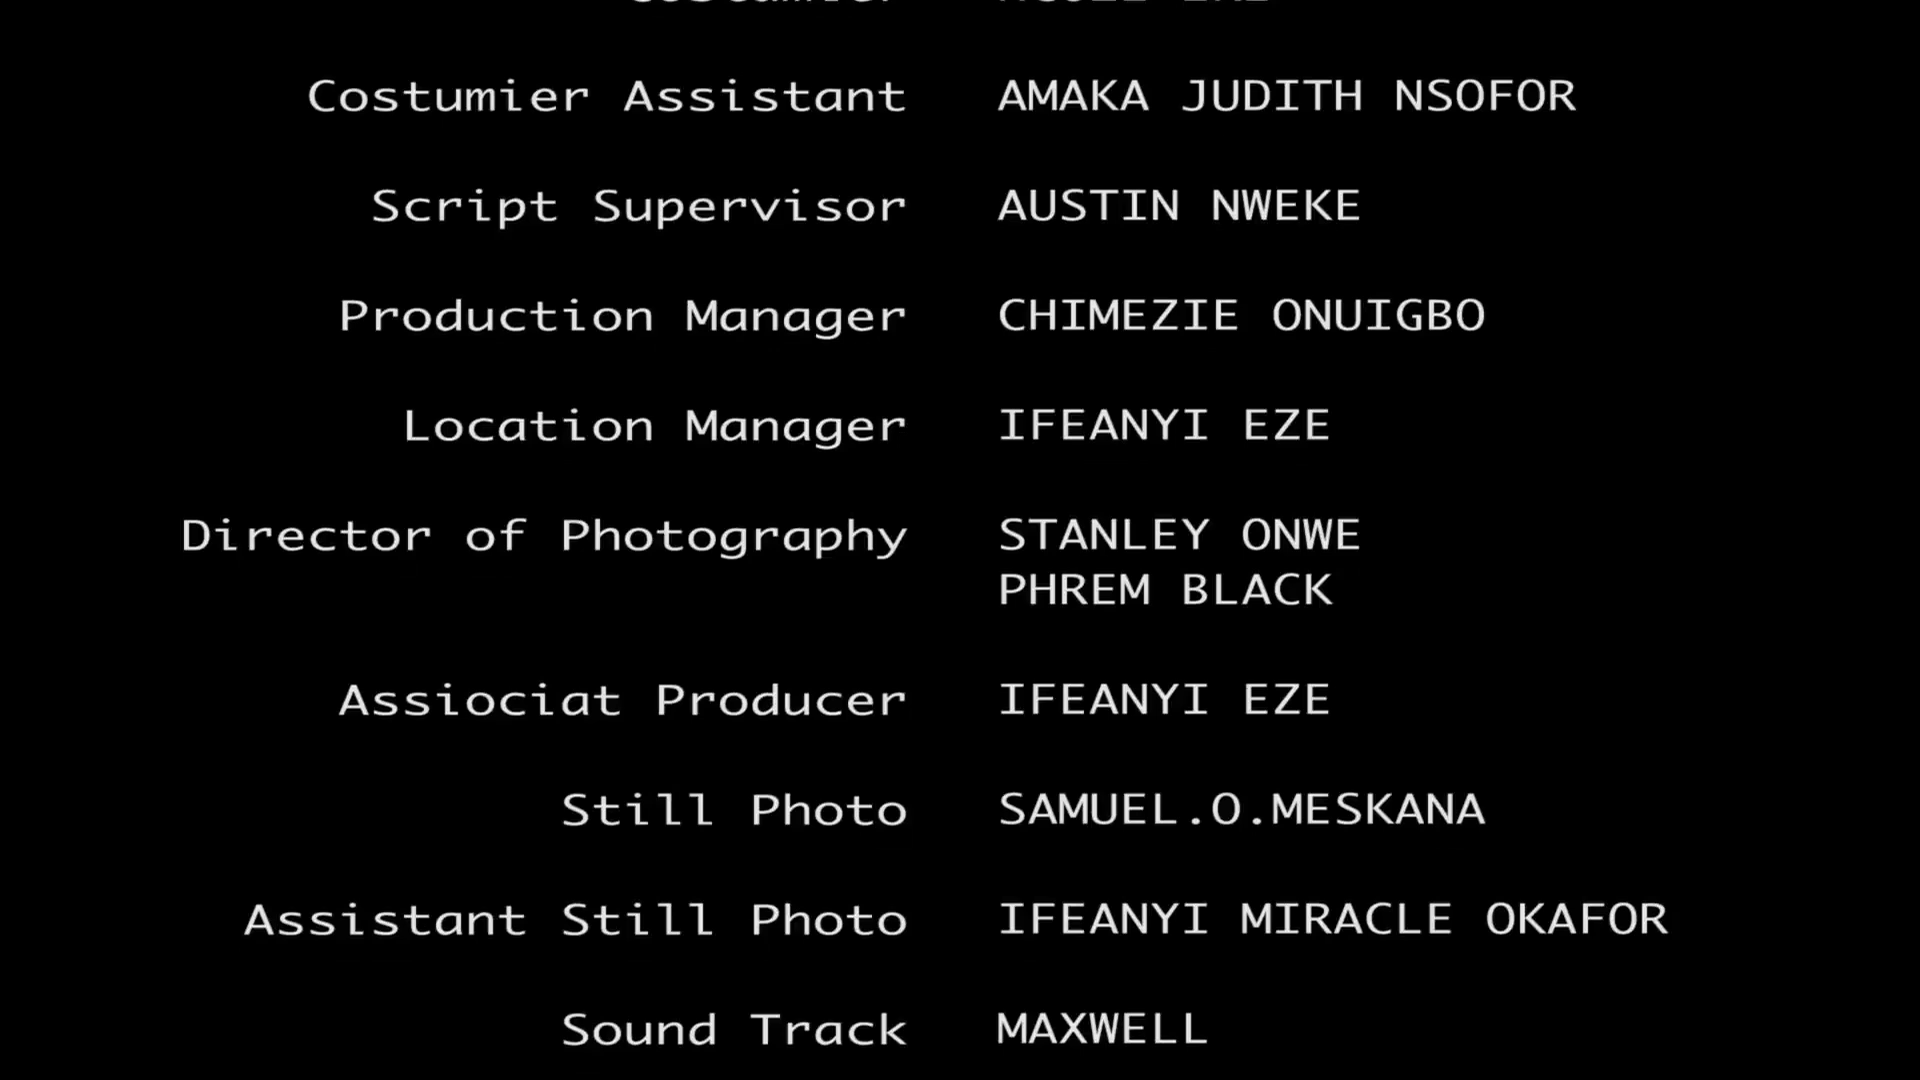 Costumier Assistant AMAKA JUDITH NSOFOR
Script Supervisor AUSTIN NWEKE
Production Manager CHIMEZIE ONUIGBO
Location Manager IFEANYI EZE
Director of Photography STANLEY ONWE
PHREM BLACK
Assiociat Producer IFEANYI EZE
Still Photo SAMUEL.O.MESKANA
Assistant Still Photo IFEANYI MIRACLE OKAFOR
Sound Track MAXWELL